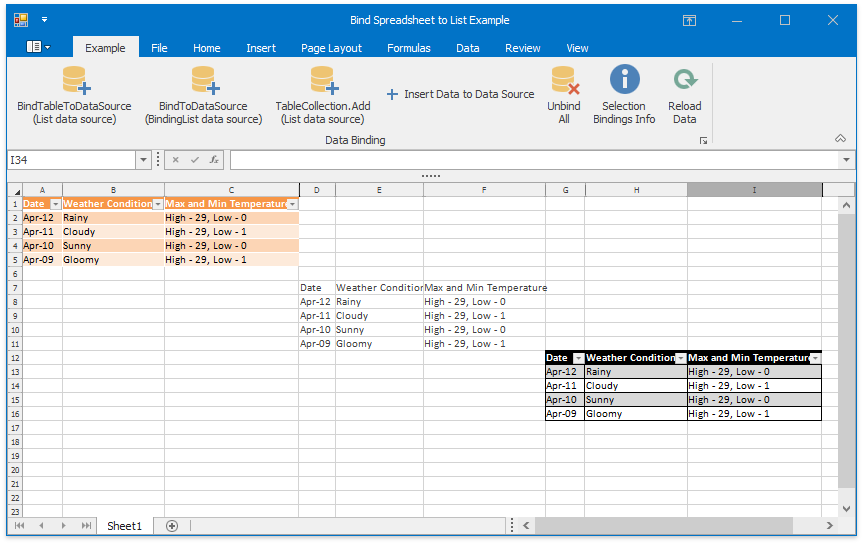 Bind Spreadsheet to List Example
Example File Home Insert Page Layout Formulas Data Review View
BindTableToDataSource
(List data source)
BindToDataSource
(BindingList data source)
TableCollection.Add
(List data source)
Insert Data to Data Source
Unbind
All
Selection
Bindings Info
Reload
Data
Data Binding
I34
fx
A B C D E F G H I
1 Date Weather Condition Max and Min Temperature
2 Apr-12 Rainy High - 29, Low - 0
3 Apr-11 Cloudy High - 29, Low - 1
4 Apr-10 Sunny High - 29, Low - 0
5 Apr-09 Gloomy High - 29, Low - 1
6
7 Date Weather Condition Max and Min Temperature
8 Apr-12 Rainy High - 29, Low - 0
9 Apr-11 Cloudy High - 29, Low - 1
10 Apr-10 Sunny High - 29, Low - 0
11 Apr-09 Gloomy High - 29, Low - 1
12 Date Weather Condition Max and Min Temperature
13 Apr-12 Rainy High - 29, Low - 0
14 Apr-11 Cloudy High - 29, Low - 1
15 Apr-10 Sunny High - 29, Low - 0
16 Apr-09 Gloomy High - 29, Low - 1
17
18
19
20
21
22
23
Sheet1